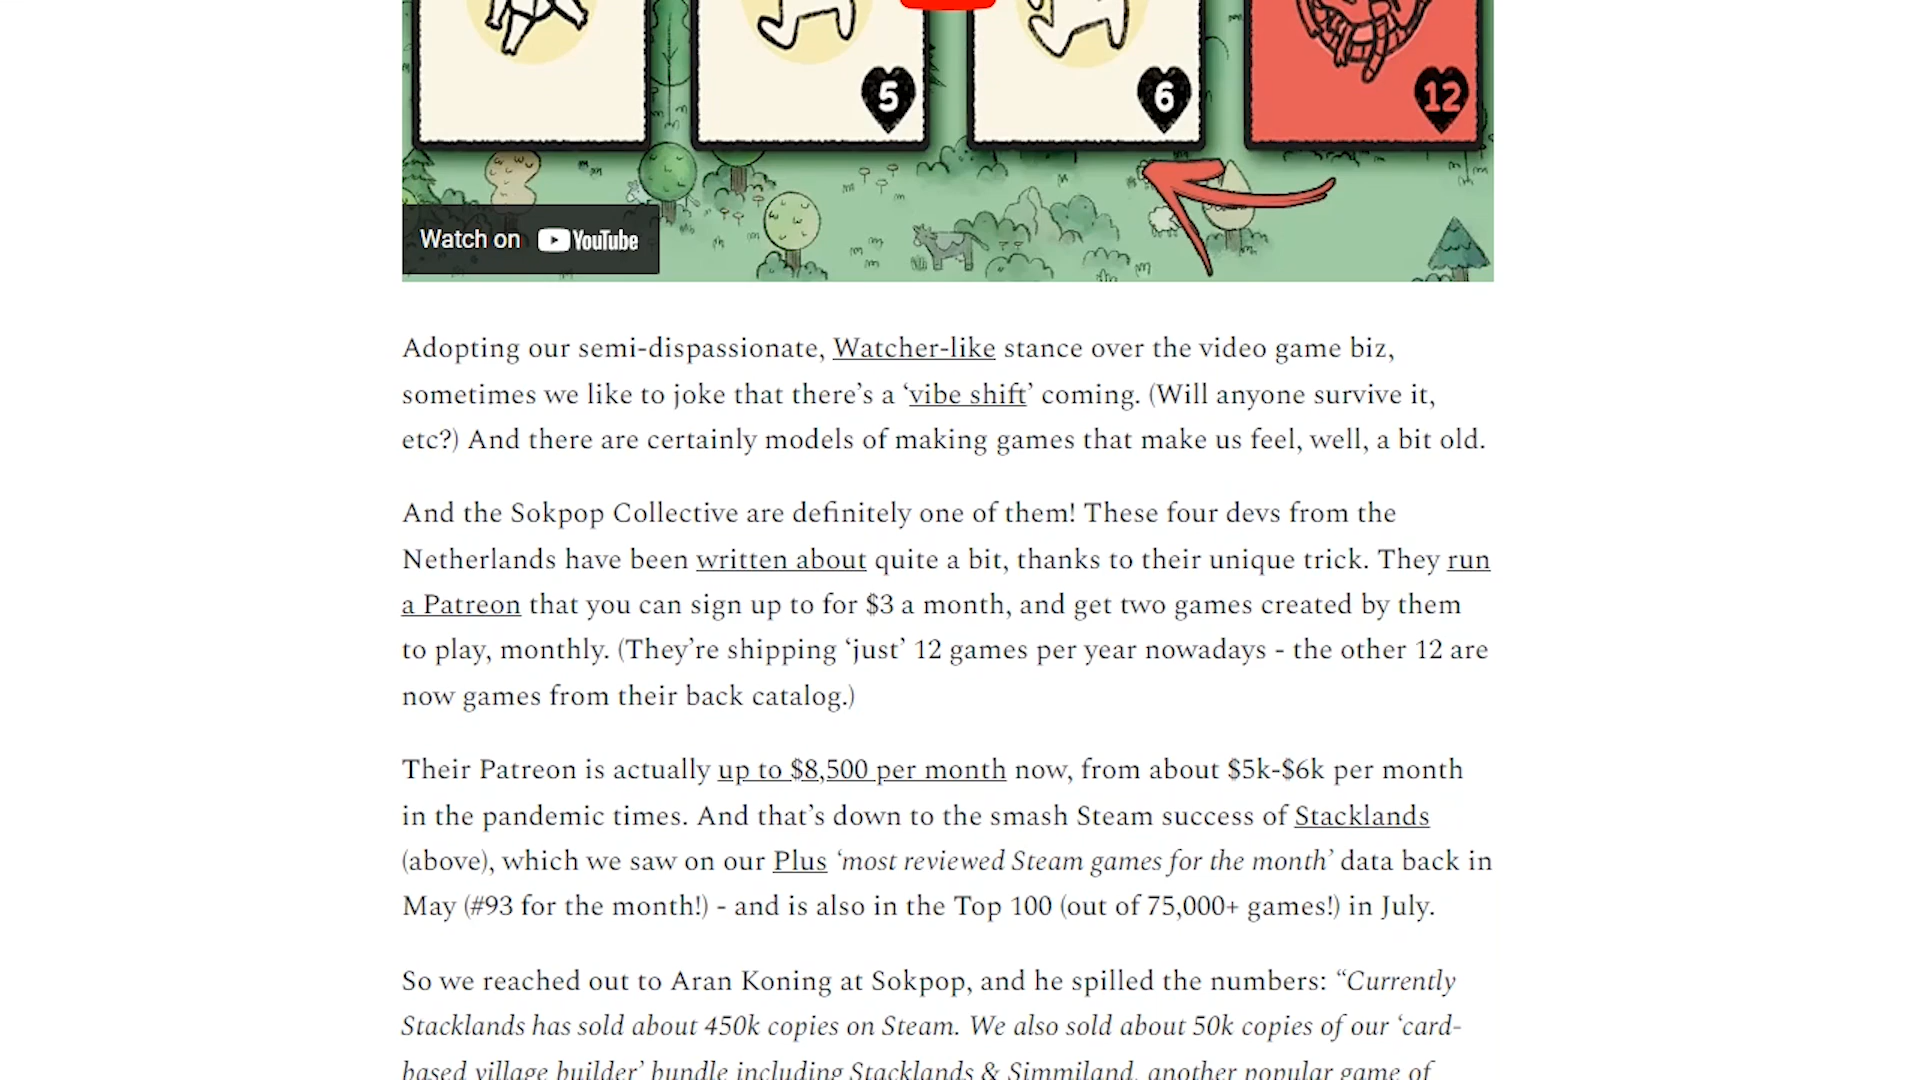 5
6
12
Watch on YouTube
Adopting our semi-dispassionate, Watcher-like stance over the video game biz,
sometimes we like to joke that there’s a ‘vibe shift’ coming. (Will anyone survive it,
etc?) And there are certainly models of making games that make us feel, well, a bit old.
And the Sokpop Collective are definitely one of them! These four devs from the
Netherlands have been written about quite a bit, thanks to their unique trick. They run
a Patreon that you can sign up to for $3 a month, and get two games created by them
to play, monthly. (They’re shipping ‘just’ 12 games per year nowadays - the other 12 are
now games from their back catalog.)
Their Patreon is actually up to $8,500 per month now, from about $5k-$6k per month
in the pandemic times. And that’s down to the smash Steam success of Stacklands
(above), which we saw on our Plus ‘most reviewed Steam games for the month’ data back in
May (#93 for the month!) - and is also in the Top 100 (out of 75,000+ games!) in July.
So we reached out to Aran Koning at Sokpop, and he spilled the numbers: “Currently
Stacklands has sold about 450k copies on Steam. We also sold about 50k copies of our ‘card-
based village builder’ bundle including Stacklands & Simmiland, another popular game of